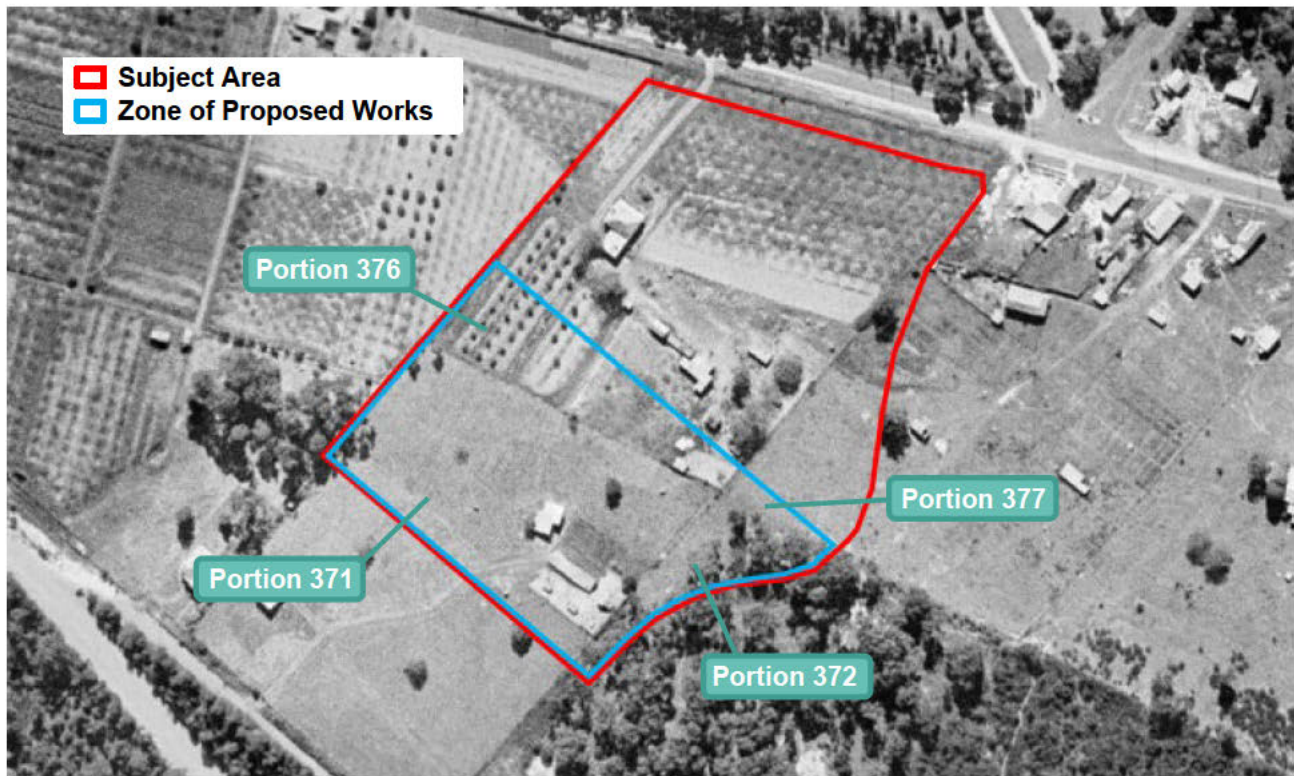 Subject Area
Zone of Proposed Works
Portion 376
Portion 377
Portion 371
Portion 372